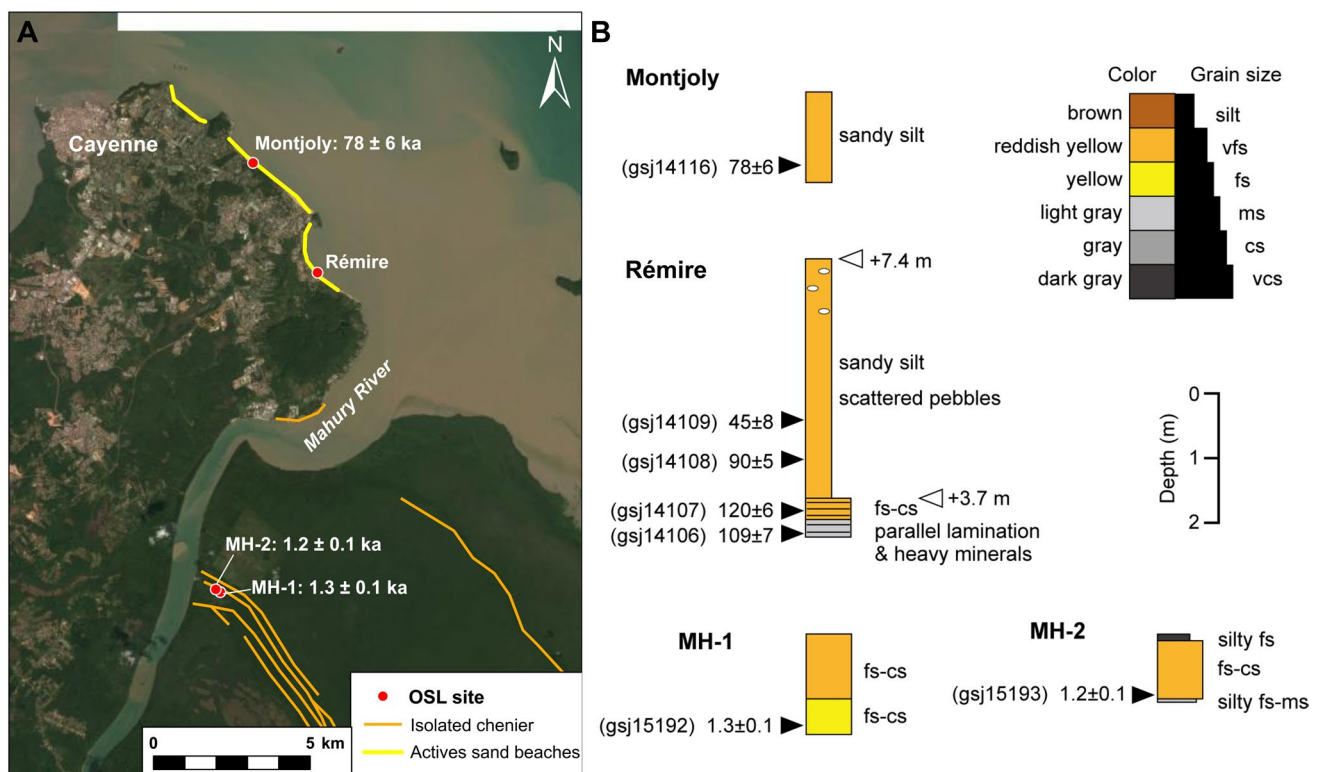 A
N
Cayenne
Montjoly: 78 ± 6 ka
Rémire
Mahury River
MH-2: 1.2 ± 0.1 ka
MH-1: 1.3 ± 0.1 ka
OSL site
Isolated chenier
Actives sand beaches
0 5 km
B
Montjoly
sandy silt
(gsj14116) 78±6
Color Grain size
brown silt
reddish yellow vfs
yellow fs
light gray ms
gray cs
dark gray vcs
Rémire
+7.4 m
sandy silt
scattered pebbles
(gsj14109) 45±8
(gsj14108) 90±5
+3.7 m
(gsj14107) 120±6 fs-cs
(gsj14106) 109±7 parallel lamination
& heavy minerals
0
1
2
Depth (m)
MH-1
fs-cs
fs-cs
(gsj15192) 1.3±0.1
MH-2
silty fs
fs-cs
(gsj15193) 1.2±0.1
silty fs-ms